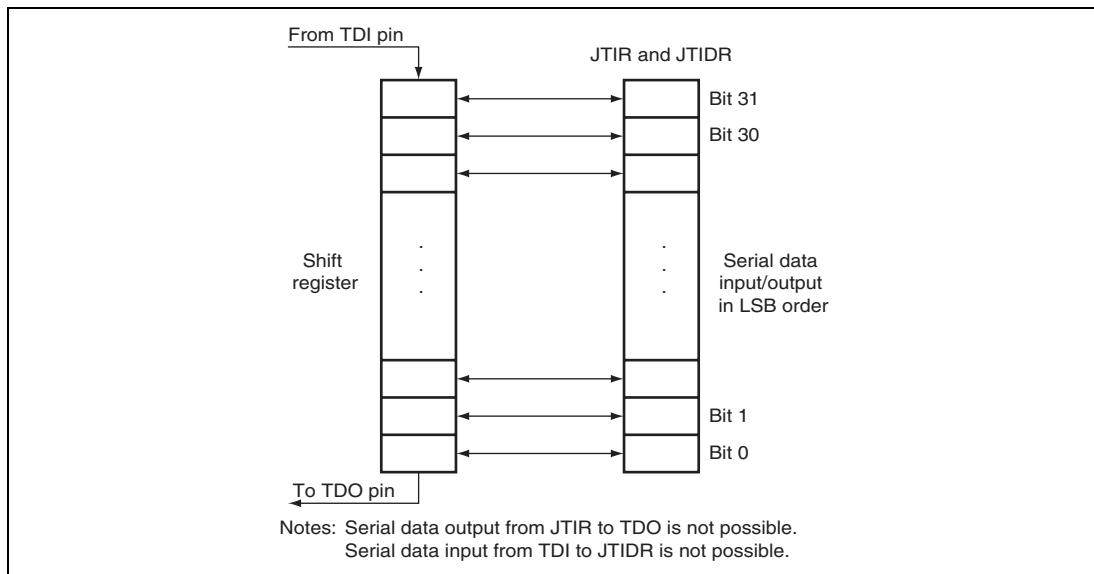 From TDI pin
JTIR and JTIDR
Bit 31
Bit 30
Shift
register
Serial data
input/output
in LSB order
Bit 1
Bit 0
To TDO pin
Notes: Serial data output from JTIR to TDO is not possible.
Serial data input from TDI to JTIDR is not possible.